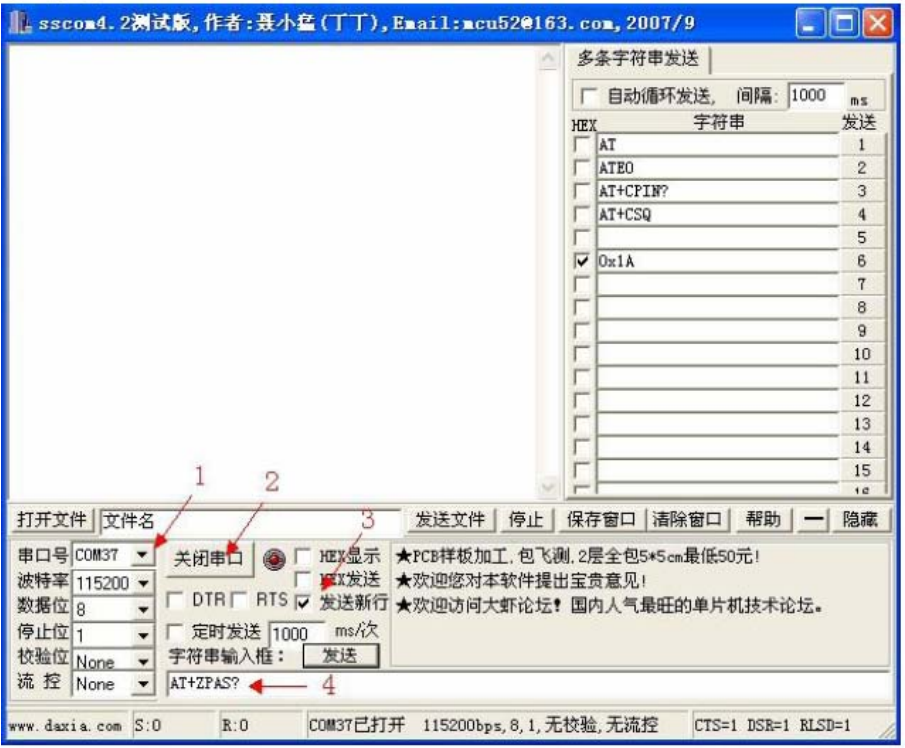 sscom4.2测试版,作者:聂小猛(丁丁),Email:mcu52@163.com,2007/9
多条字符串发送
自动循环发送, 间隔: 1000 ms
HEX 字符串 发送
AT 1
ATE0 2
AT+CPIN? 3
AT+CSQ 4
5
0x1A 6
7
8
9
10
11
12
13
14
15
16
1 2 3
打开文件 文件名 发送文件 停止 保存窗口 清除窗口 帮助 一 隐藏
串口号 COM37 关闭串口 HEX显示 ★PCB样板加工,包飞测,2层全包5*5cm最低50元!
波特率 115200 HEX发送 ★欢迎您对本软件提出宝贵意见!
数据位 8 DTR RTS 发送新行 ★欢迎访问大虾论坛! 国内人气最旺的单片机技术论坛。
停止位 1 定时发送 1000 ms/次
校验位 None 字符串输入框: 发送
流 控 None AT+ZPAS? 4
www.daxia.com S:0 R:0 COM37已打开 115200bps,8,1,无校验,无流控 CTS=1 DSR=1 RLSD=1